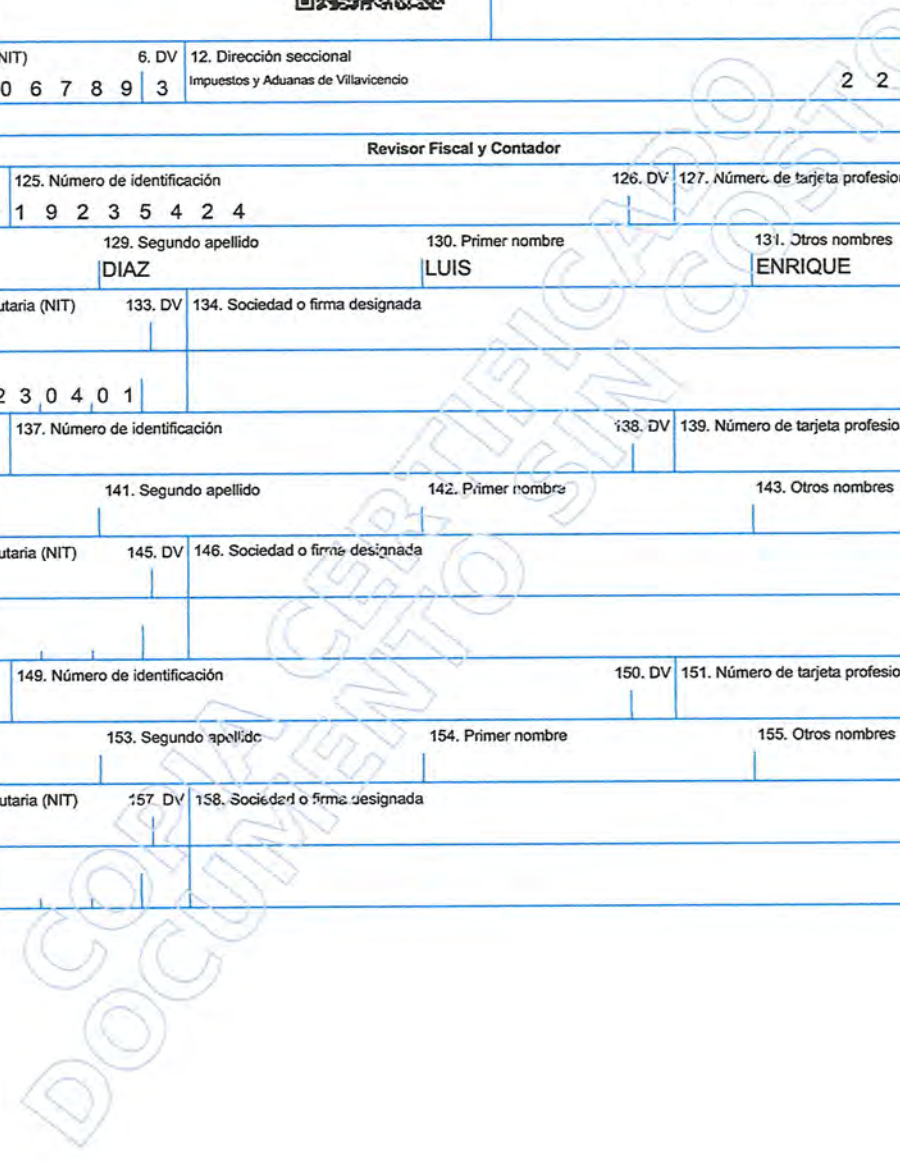 NIT) 6. DV 12. Dirección seccional
0 6 7 8 9 3 Impuestos y Aduanas de Villavicencio 2 2
Revisor Fiscal y Contador
125. Número de identificación 126. DV 127. Número de tarjeta profesio
1 9 2 3 5 4 2 4
129. Segundo apellido 130. Primer nombre 131. Otros nombres
DIAZ LUIS ENRIQUE
utaria (NIT) 133. DV 134. Sociedad o firma designada
2 3 0 4 0 1
137. Número de identificación 138. DV 139. Número de tarjeta profesio
141. Segundo apellido 142. Primer nombre 143. Otros nombres
utaria (NIT) 145. DV 146. Sociedad o firma designada
149. Número de identificación 150. DV 151. Número de tarjeta profesio
153. Segundo apellido 154. Primer nombre 155. Otros nombres
utaria (NIT) 157. DV 158. Sociedad o firma designada
COPIA CERTIFICADO
DOCUMENTO SIN COSTO